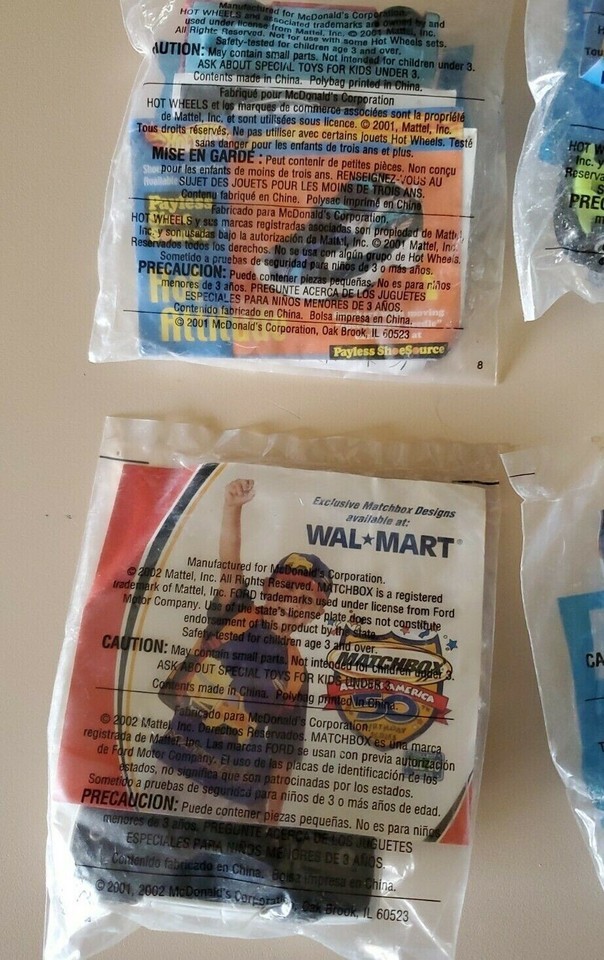 Manufactured for McDonald's Corporation.
HOT WHEELS and associated trademarks are owned by and
used under license from Mattel, Inc. © 2001 Mattel, Inc.
All Rights Reserved. Not for use with some Hot Wheels sets.
Safety-tested for children age 3 and over.
AUTION: May contain small parts. Not intended for children under 3.
ASK ABOUT SPECIAL TOYS FOR KIDS UNDER 3.
Contents made in China. Polybag printed in China.
Fabriqué pour McDonald's Corporation
HOT WHEELS et les marques de commerce associées sont la propriété
de Mattel, Inc. et sont utilisées sous licence. © 2001, Mattel, Inc.
Tous droits réservés. Ne pas utiliser avec certains jouets Hot Wheels. Testé
sans danger pour les enfants de trois ans et plus.
MISE EN GARDE : Peut contenir de petites pièces. Non conçu
pour les enfants de moins de trois ans. RENSEIGNEZ-VOUS AU
SUJET DES JOUETS POUR LES MOINS DE TROIS ANS.
Contenu fabriqué en Chine. Polysac imprimé en Chine
Payless
Fabricado para McDonald's Corporation.
HOT WHEELS y sus marcas registradas asociadas son propiedad de Mattel,
Inc. y son usadas bajo la autorización de Mattel, Inc. © 2001 Mattel, Inc.
Reservados todos los derechos. No se usa con algún grupo de Hot Wheels.
Sometido a pruebas de seguridad para niños de 3 o más años.
PRECAUCION: Puede contener piezas pequeñas. No es para niños
menores de 3 años. PREGUNTE ACERCA DE LOS JUGUETES
ESPECIALES PARA NIÑOS MENORES DE 3 AÑOS.
Contenido fabricado en China. Bolsa impresa en China.
© 2001 McDonald's Corporation, Oak Brook, IL 60523
Attitude
at
Payless ShoeSource
8
Exclusive Matchbox Designs
available at:
WAL★MART
Manufactured for McDonald's Corporation.
© 2002 Mattel, Inc. All Rights Reserved. MATCHBOX is a registered
trademark of Mattel, Inc. FORD trademarks used under license from Ford
Motor Company. Use of the state's license plate does not constitute
endorsement of this product by the state.
Safety-tested for children age 3 and over.
CAUTION: May contain small parts. Not intended for children under 3.
ASK ABOUT SPECIAL TOYS FOR KIDS UNDER 3.
Contents made in China. Polybag printed in China.
MATCHBOX
ACROSS AMERICA
50
Fabricado para McDonald's Corporation
© 2002 Mattel, Inc. Derechos Reservados. MATCHBOX es una marca
registrada de Mattel, Inc. Las marcas FORD se usan con previa autorización
de Ford Motor Company. El uso de las placas de identificación de los
estados, no significa que son patrocinadas por los estados.
Sometido a pruebas de seguridad para niños de 3 o más años de edad.
PRECAUCION: Puede contener piezas pequeñas. No es para niños
menores de 3 años. PREGUNTE ACERCA DE LOS JUGUETES
ESPECIALES PARA NIÑOS MENORES DE 3 AÑOS.
Contenido fabricado en China. Bolsa impresa en China.
© 2001, 2002 McDonald's Corporation, Oak Brook, IL 60523